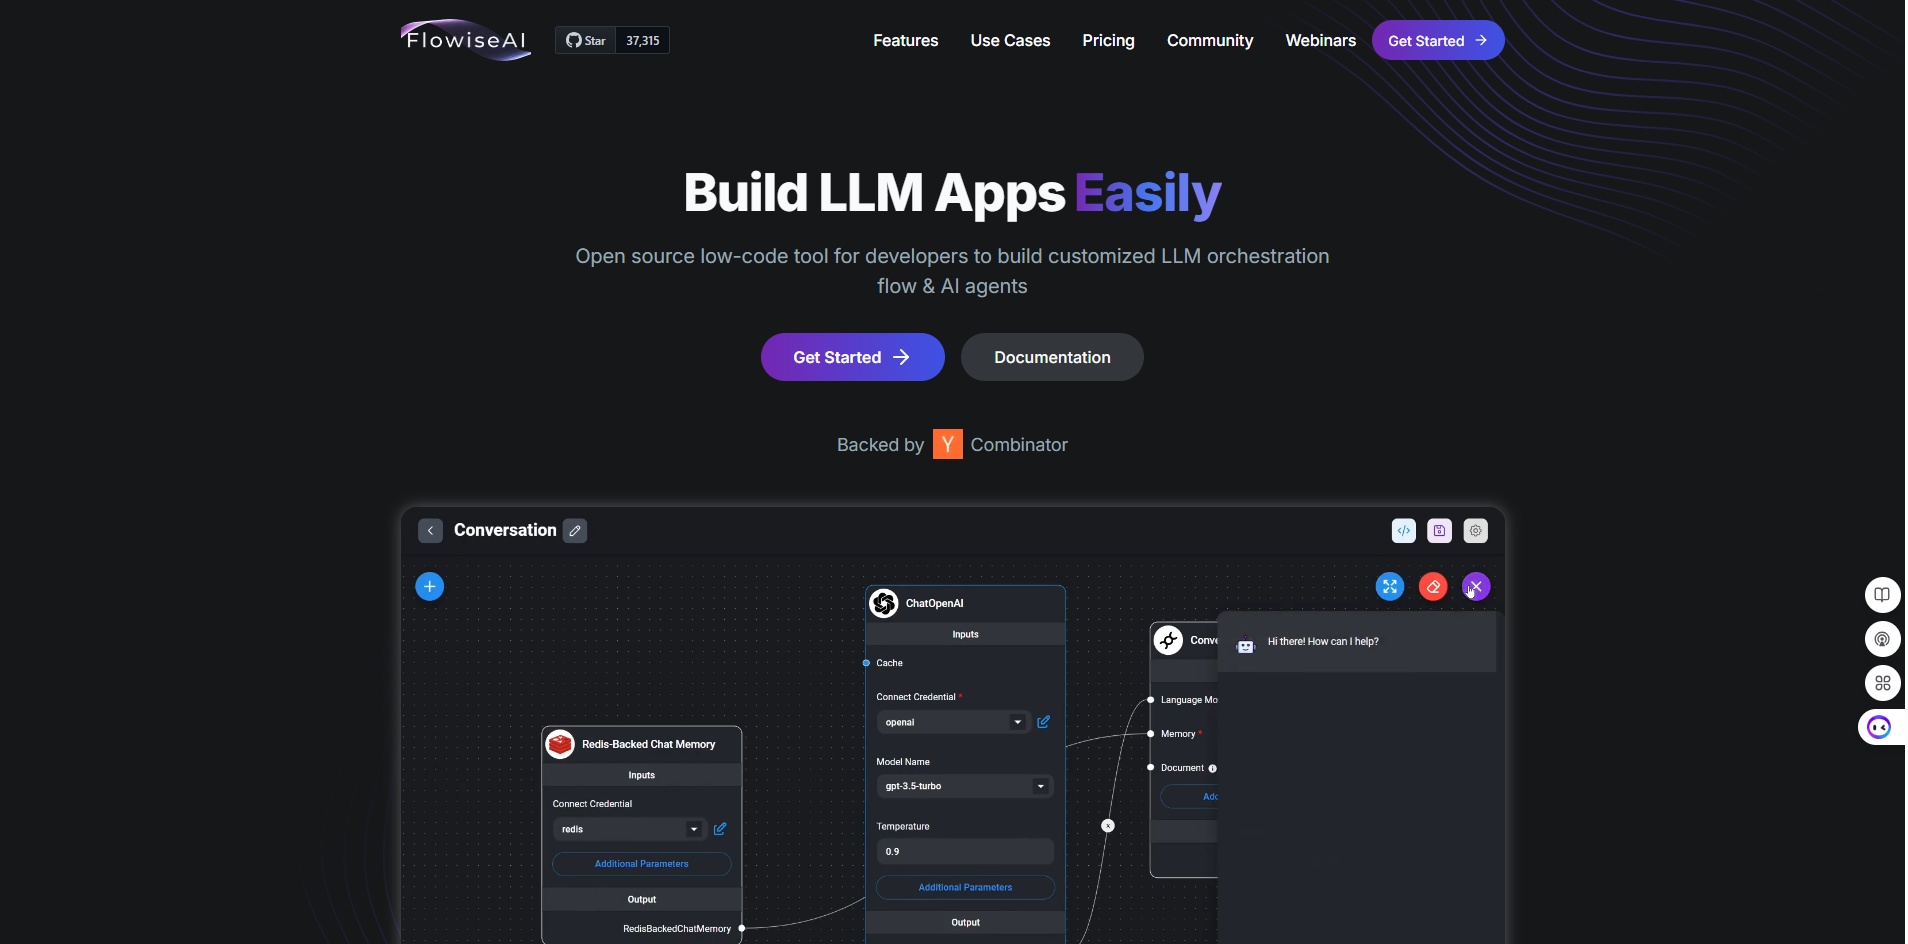 FlowiseAI
Star 37,315
Features Use Cases Pricing Community Webinars Get Started
Build LLM Apps Easily
Open source low-code tool for developers to build customized LLM orchestration
flow & AI agents
Get Started Documentation
Backed by Y Combinator
Conversation
ChatOpenAI
Inputs
Cache
Connect Credential *
openai
Model Name
gpt-3.5-turbo
Temperature
0.9
Additional Parameters
Output
Redis-Backed Chat Memory
Inputs
Connect Credential
redis
Additional Parameters
Output
RedisBackedChatMemory
Conve
Language Mo
Memory *
Document
Ad
Hi there! How can I help?